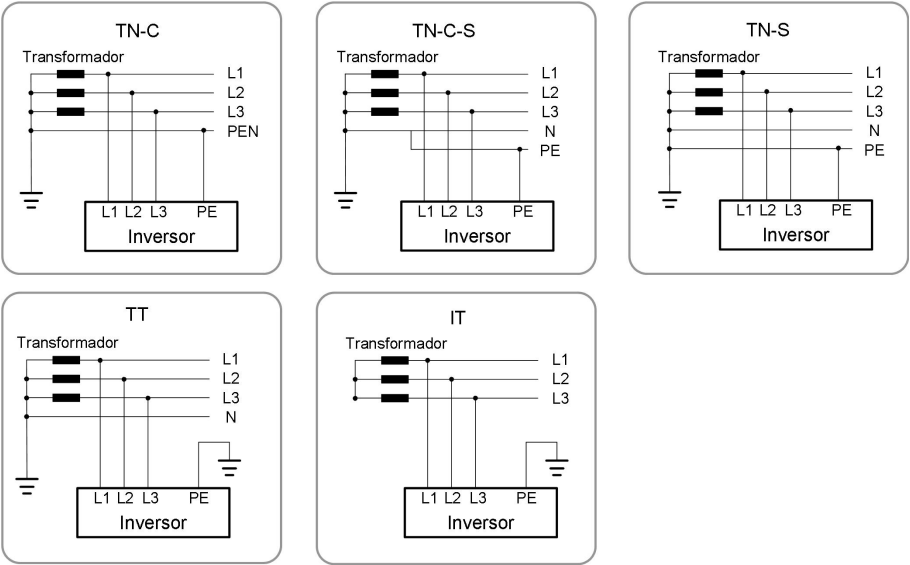 TN-C
Transformador
L1
L2
L3
PEN
L1 L2 L3 PE
Inversor
TN-C-S
Transformador
L1
L2
L3
N
PE
L1 L2 L3 PE
Inversor
TN-S
Transformador
L1
L2
L3
N
PE
L1 L2 L3 PE
Inversor
TT
Transformador
L1
L2
L3
N
L1 L2 L3 PE
Inversor
IT
Transformador
L1
L2
L3
L1 L2 L3 PE
Inversor